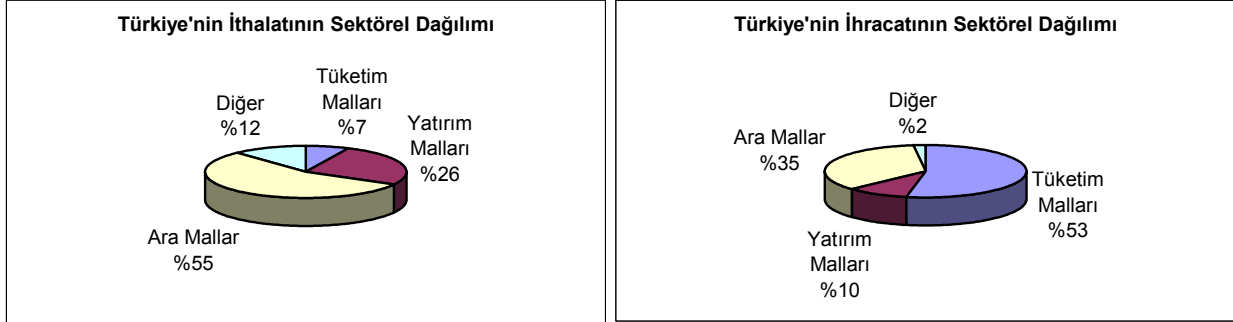 Türkiye'nin İthalatının Sektörel Dağılımı
Tüketim
Malları
%7
Yatırım
Malları
%26
Ara Mallar
%55
Diğer
%12
Türkiye'nin İhracatının Sektörel Dağılımı
Diğer
%2
Tüketim
Malları
%53
Yatırım
Malları
%10
Ara Mallar
%35